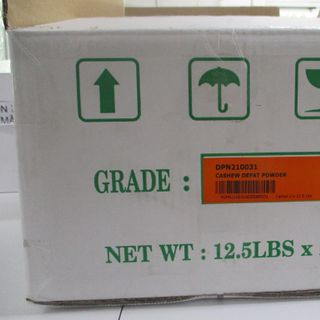 DPN210031
CASHEW DEFAT POWDER
GRADE :
NET WT : 12.5LBS x